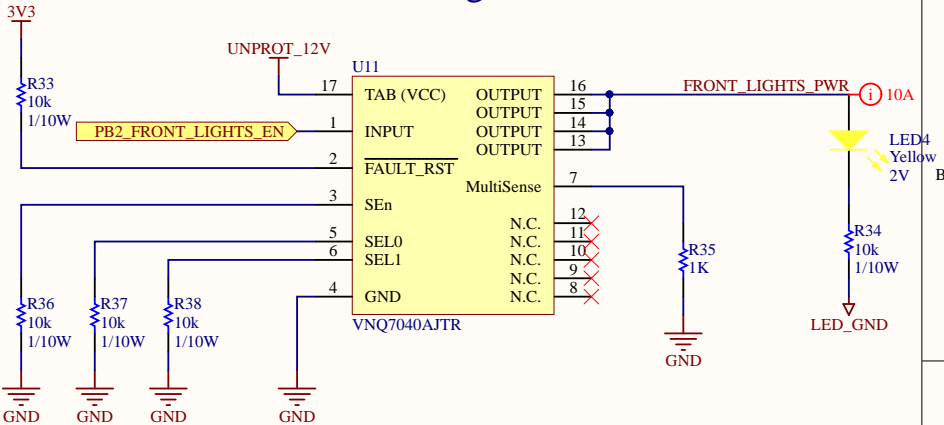 3V3
R33
10k
1/10W
UNPROT_12V
PB2_FRONT_LIGHTS_EN
U11
17 TAB (VCC)
1 INPUT
2 FAULT_RST
3 SEn
5 SEL0
6 SEL1
4 GND
OUTPUT 16
OUTPUT 15
OUTPUT 14
OUTPUT 13
MultiSense 7
N.C. 12
N.C. 11
N.C. 10
N.C. 9
N.C. 8
VNQ7040AJTR
FRONT_LIGHTS_PWR
i 10A
LED4
Yellow
2V
B
R34
10k
1/10W
LED_GND
R35
1K
GND
R36
10k
1/10W
GND
R37
10k
1/10W
GND
R38
10k
1/10W
GND
GND